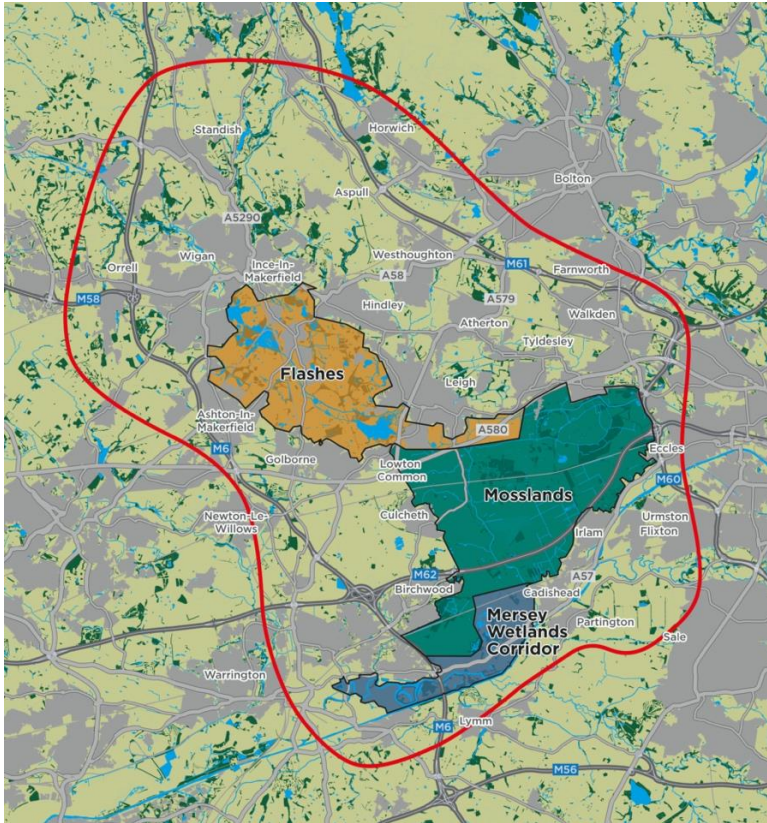 Standish
Horwich
Aspull
Bolton
A5290
Wigan
Ince-In-
Makerfield
Westhoughton
M61
Orrell
A58
Farnworth
M58
Hindley
A579
Walkden
Atherton
Tyldesley
Flashes
Leigh
Ashton-In-
Makerfield
A580
M6
Golborne
Lowton
Common
Eccles
M60
Mosslands
Newton-Le-
Willows
Culcheth
Urmston
Flixton
Irlam
M62
Birchwood
A57
Cadishead
Mersey
Wetlands
Corridor
Partington
Sale
Warrington
M6
Lymm
M56